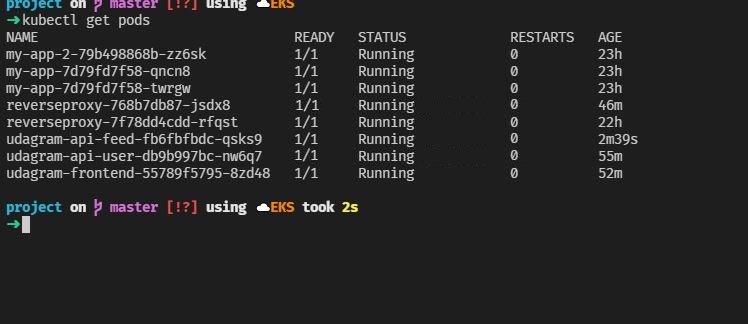 project on master [!?] using EKS
➜kubectl get pods
NAME READY STATUS RESTARTS AGE
my-app-2-79b498868b-zz6sk 1/1 Running 0 23h
my-app-7d79fd7f58-qncn8 1/1 Running 0 23h
my-app-7d79fd7f58-twrgw 1/1 Running 0 23h
reverseproxy-768b7db87-jsdx8 1/1 Running 0 46m
reverseproxy-7f78dd4cdd-rfqst 1/1 Running 0 22h
udagram-api-feed-fb6fbfbdc-qsks9 1/1 Running 0 2m39s
udagram-api-user-db9b997bc-nw6q7 1/1 Running 0 55m
udagram-frontend-55789f5795-8zd48 1/1 Running 0 52m
project on master [!?] using EKS took 2s
➜